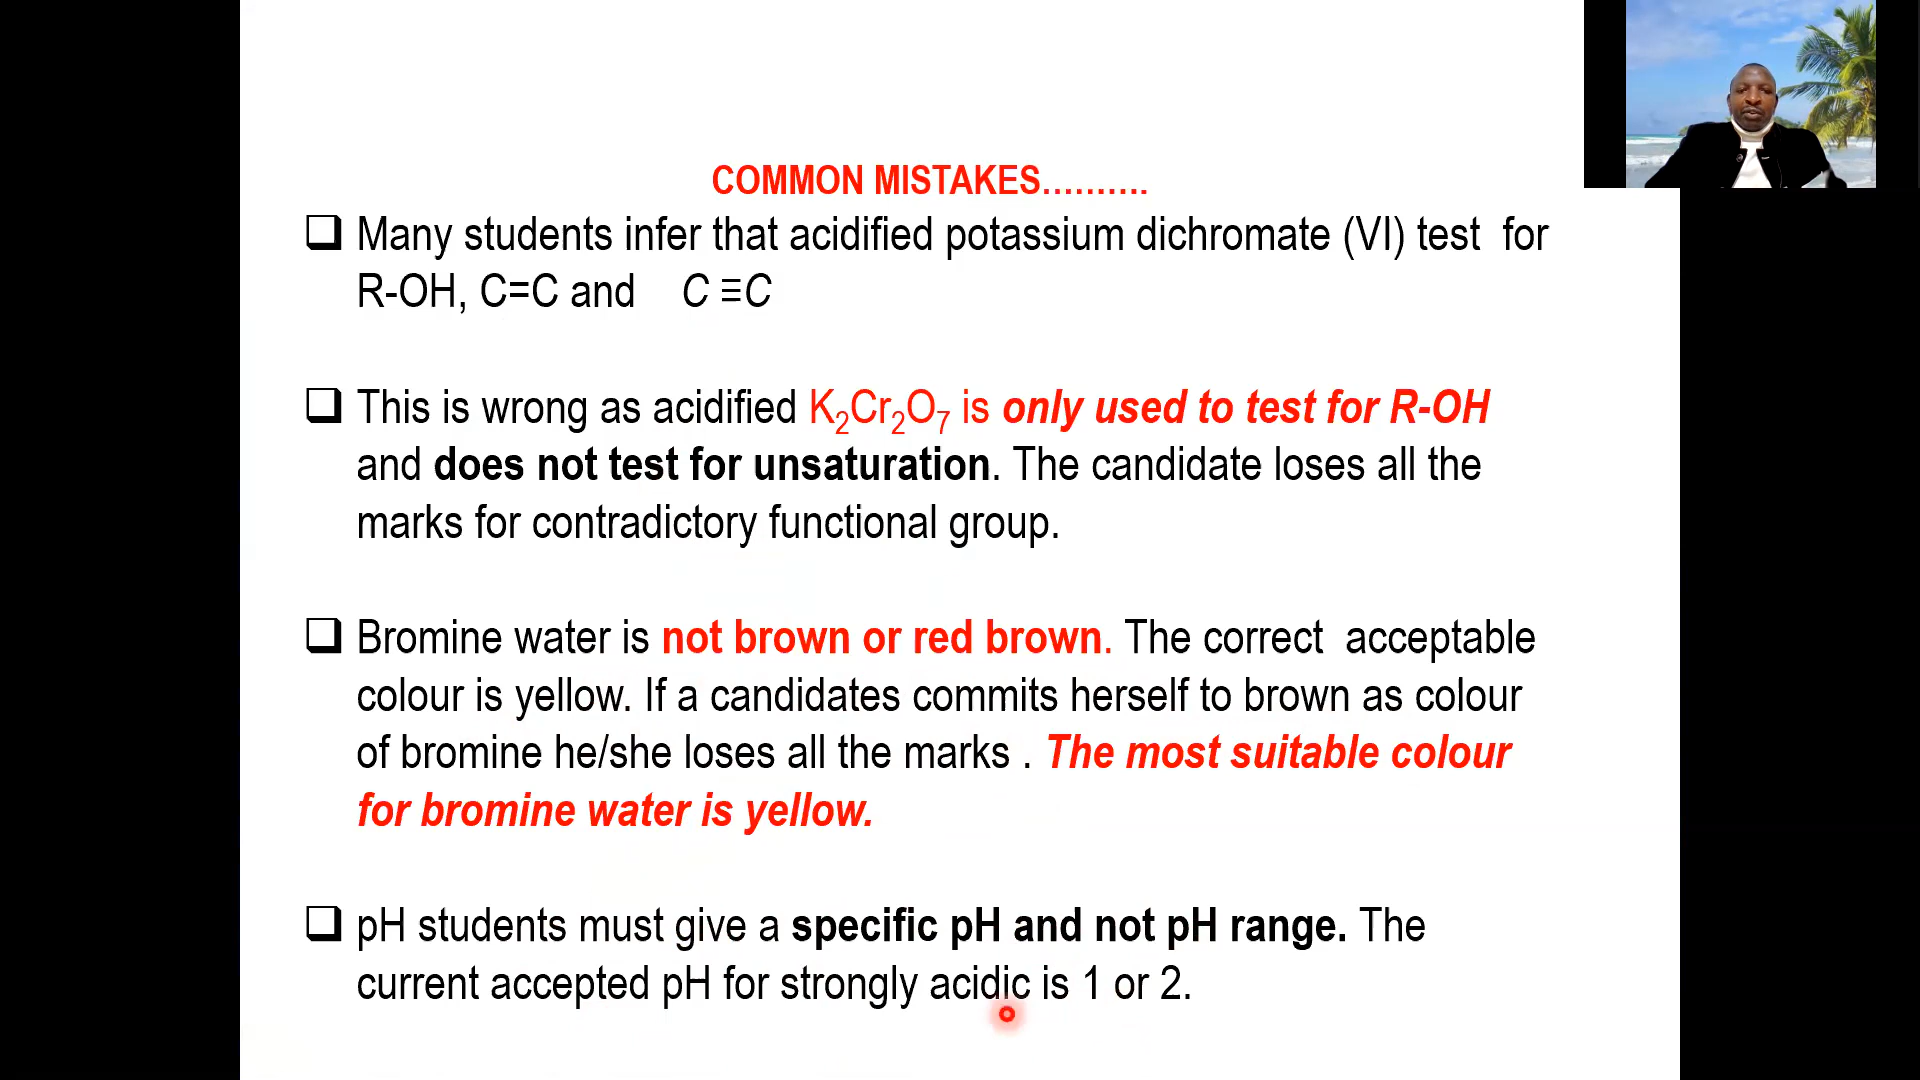 COMMON MISTAKES……….
❑ Many students infer that acidified potassium dichromate (VI) test for
R-OH, C=C and C ≡C
❑ This is wrong as acidified K₂Cr₂O₇ is only used to test for R-OH
and does not test for unsaturation. The candidate loses all the
marks for contradictory functional group.
❑ Bromine water is not brown or red brown. The correct acceptable
colour is yellow. If a candidates commits herself to brown as colour
of bromine he/she loses all the marks . The most suitable colour
for bromine water is yellow.
❑ pH students must give a specific pH and not pH range. The
current accepted pH for strongly acidic is 1 or 2.